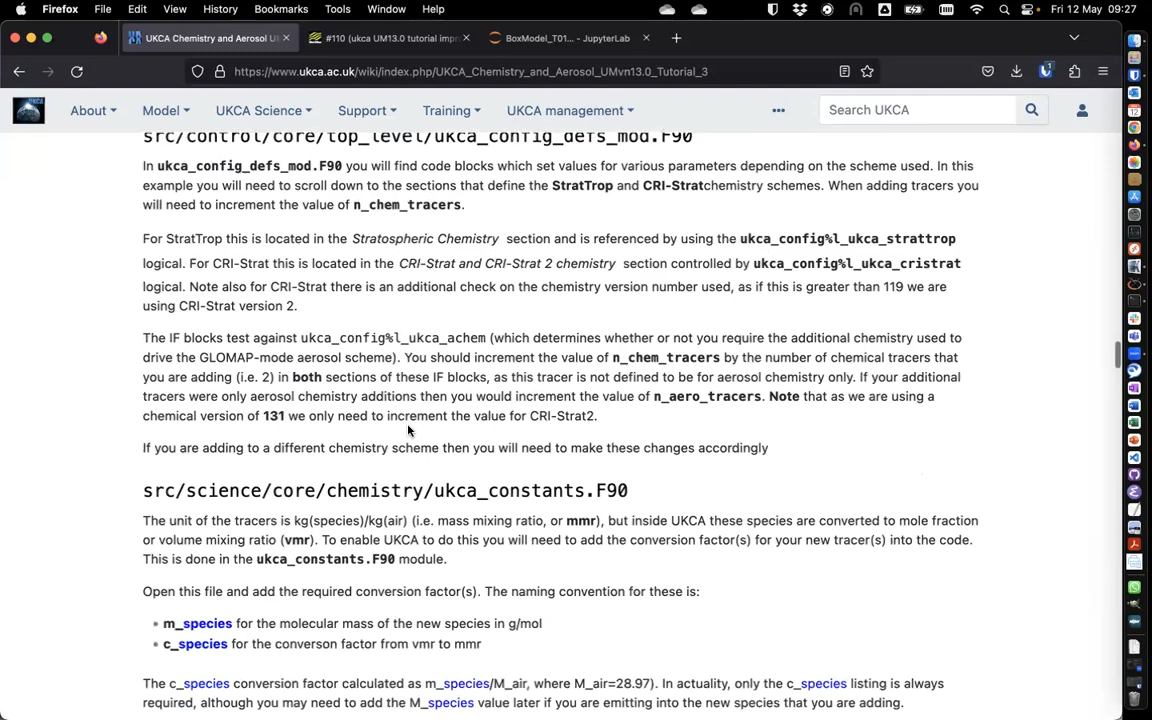 Firefox File Edit View History Bookmarks Tools Window Help Fri 12 May 09:27
UKCA Chemistry and Aerosol U × #110 (ukca UM13.0 tutorial impr × BoxModel_T01... - JupyterLab × +
https://www.ukca.ac.uk/wiki/index.php/UKCA_Chemistry_and_Aerosol_UMvn13.0_Tutorial_3
About Model UKCA Science Support Training UKCA management ••• Search UKCA
src/control/core/top_level/ukca_config_defs_mod.F90
In ukca_config_defs_mod.F90 you will find code blocks which set values for various parameters depending on the scheme used. In this
example you will need to scroll down to the sections that define the StratTrop and CRI-Stratchemistry schemes. When adding tracers you
will need to increment the value of n_chem_tracers.
For StratTrop this is located in the Stratospheric Chemistry section and is referenced by using the ukca_config%l_ukca_strattrop
logical. For CRI-Strat this is located in the CRI-Strat and CRI-Strat 2 chemistry section controlled by ukca_config%l_ukca_cristrat
logical. Note also for CRI-Strat there is an additional check on the chemistry version number used, as if this is greater than 119 we are
using CRI-Strat version 2.
The IF blocks test against ukca_config%l_ukca_achem (which determines whether or not you require the additional chemistry used to
drive the GLOMAP-mode aerosol scheme). You should increment the value of n_chem_tracers by the number of chemical tracers that
you are adding (i.e. 2) in both sections of these IF blocks, as this tracer is not defined to be for aerosol chemistry only. If your additional
tracers were only aerosol chemistry additions then you would increment the value of n_aero_tracers. Note that as we are using a
chemical version of 131 we only need to increment the value for CRI-Strat2.
If you are adding to a different chemistry scheme then you will need to make these changes accordingly
src/science/core/chemistry/ukca_constants.F90
The unit of the tracers is kg(species)/kg(air) (i.e. mass mixing ratio, or mmr), but inside UKCA these species are converted to mole fraction
or volume mixing ratio (vmr). To enable UKCA to do this you will need to add the conversion factor(s) for your new tracer(s) into the code.
This is done in the ukca_constants.F90 module.
Open this file and add the required conversion factor(s). The naming convention for these is:
• m_species for the molecular mass of the new species in g/mol
• c_species for the converson factor from vmr to mmr
The c_species conversion factor calculated as m_species/M_air, where M_air=28.97). In actuality, only the c_species listing is always
required, although you may need to add the M_species value later if you are emitting into the new species that you are adding.